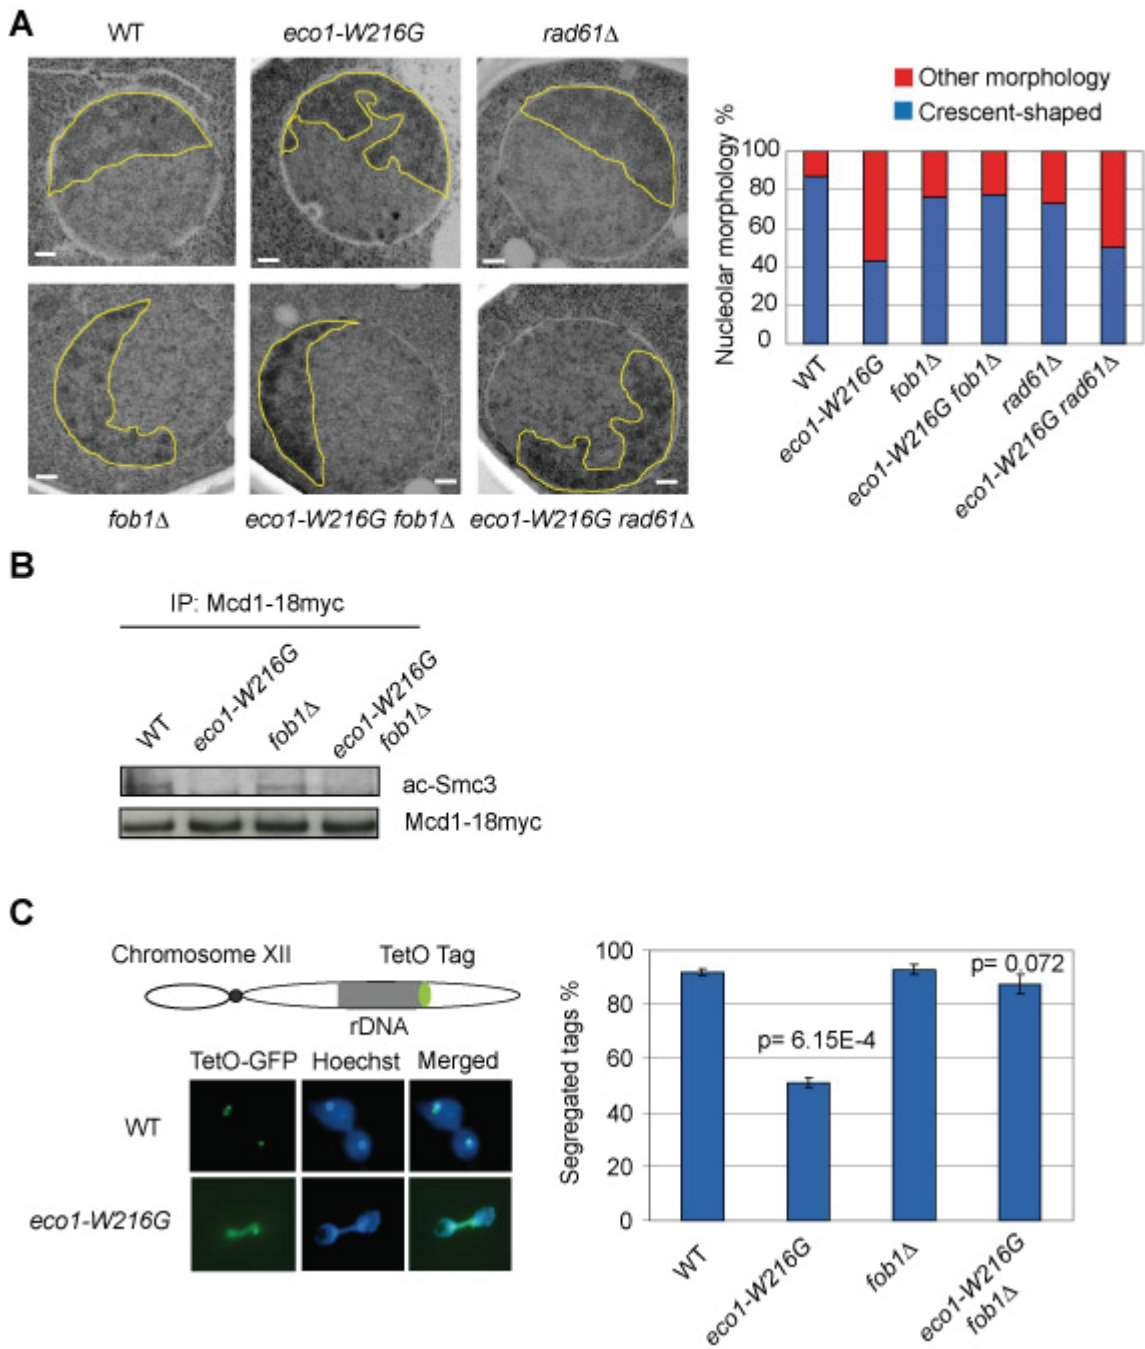 A
WT
eco1-W216G
rad61Δ
fob1Δ
eco1-W216G fob1Δ
eco1-W216G rad61Δ
Other morphology
Crescent-shaped
Nucleolar morphology %
100
80
60
40
20
0
WT
eco1-W216G
fob1Δ
eco1-W216G fob1Δ
rad61Δ
eco1-W216G rad61Δ
B
IP: Mcd1-18myc
WT
eco1-W216G
fob1Δ
eco1-W216G
fob1Δ
ac-Smc3
Mcd1-18myc
C
Chromosome XII
TetO Tag
rDNA
TetO-GFP
Hoechst
Merged
WT
eco1-W216G
Segregated tags %
100
80
60
40
20
0
p= 6.15E-4
p= 0.072
WT
eco1-W216G
fob1Δ
eco1-W216G
fob1Δ